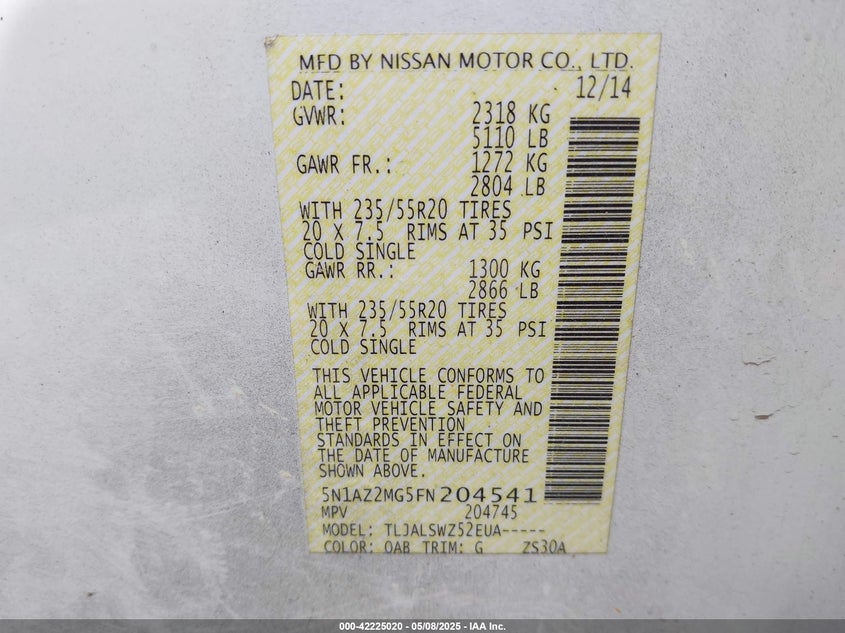 MFD BY NISSAN MOTOR CO., LTD.
DATE: 12/14
GVWR: 2318 KG
5110 LB
GAWR FR.: 1272 KG
2804 LB
WITH 235/55R20 TIRES
20 X 7.5 RIMS AT 35 PSI
COLD SINGLE
GAWR RR.: 1300 KG
2866 LB
WITH 235/55R20 TIRES
20 X 7.5 RIMS AT 35 PSI
COLD SINGLE
THIS VEHICLE CONFORMS TO
ALL APPLICABLE FEDERAL
MOTOR VEHICLE SAFETY AND
THEFT PREVENTION
STANDARDS IN EFFECT ON
THE DATE OF MANUFACTURE
SHOWN ABOVE.
5N1AZ2MG5FN204541
MPV 204745
MODEL: TLJALSWZ52EUA-----
COLOR: QAB TRIM: G ZS30A
000-42225020 - 05/08/2025 - IAA Inc.